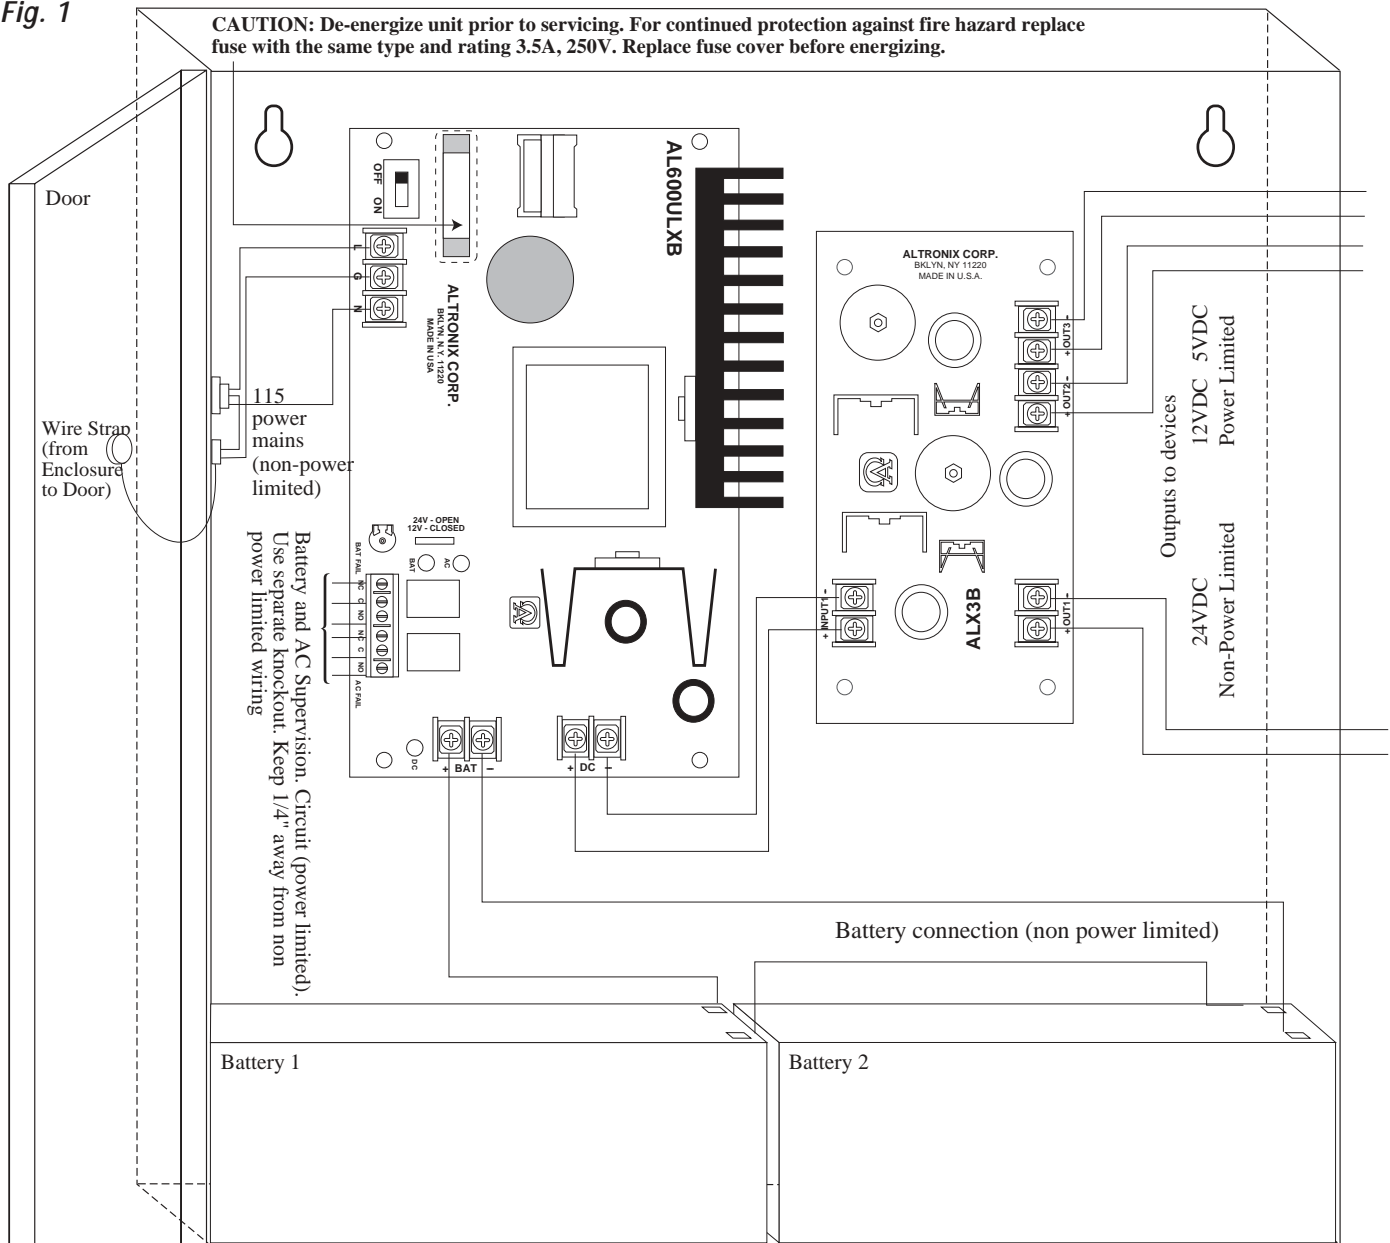 Fig. 1
CAUTION: De-energize unit prior to servicing. For continued protection against fire hazard replace
fuse with the same type and rating 3.5A, 250V. Replace fuse cover before energizing.
Door
OFF
ON
L
G
N
ALTRONIX CORP.
BKLYN, N.Y. 11220
MADE IN USA
AL600ULXB
115
power
mains
(non-power
limited)
Wire Strap
(from
Enclosure
to Door)
24V - OPEN
12V - CLOSED
BAT
AC
BAT FAIL
NC
C
NO
NC
C
NO
AC FAIL
Battery and AC Supervision. Circuit (power limited).
Use separate knockout. Keep 1/4" away from non
power limited wiring
DC
+ BAT –
+ DC –
ALTRONIX CORP.
BKLYN, NY 11220
MADE IN U.S.A.
+ OUT3 -
+ OUT2 -
+ INPUT1 -
ALX3B
+ OUT1 -
Outputs to devices
12VDC 5VDC
Power Limited
24VDC
Non-Power Limited
Battery connection (non power limited)
Battery 1
Battery 2